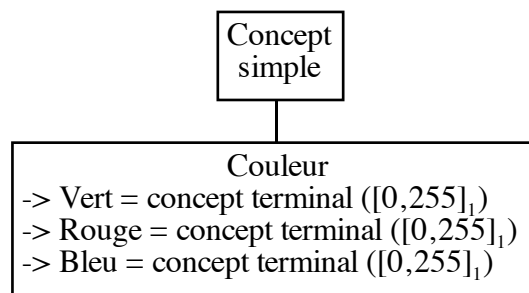 Concept
simple
Couleur
-> Vert = concept terminal ([0,255]₁)
-> Rouge = concept terminal ([0,255]₁)
-> Bleu = concept terminal ([0,255]₁)